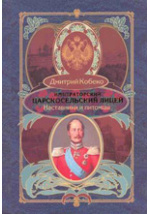 Дмитрий Кобеко
ИМПЕРАТОРСКИЙ
ЦАРСКОСЕЛЬСКИЙ ЛИЦЕЙ
Наставники и питомцы